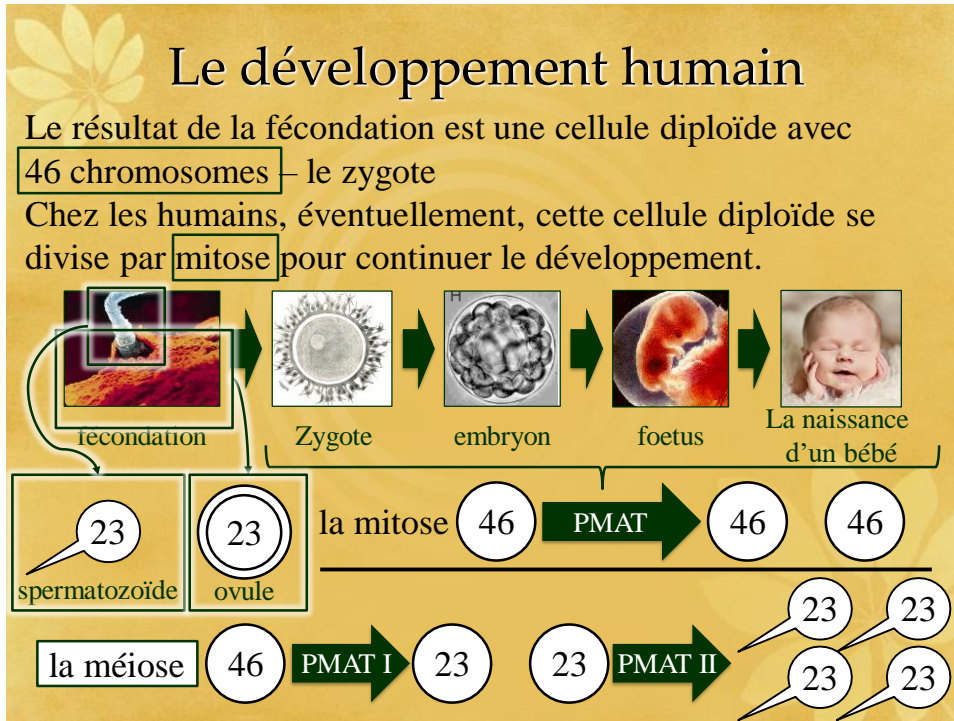 Le développement humain
Le résultat de la fécondation est une cellule diploïde avec
46 chromosomes – le zygote
Chez les humains, éventuellement, cette cellule diploïde se
divise par mitose pour continuer le développement.
H
fécondation
Zygote
embryon
foetus
La naissance
d'un bébé
23
spermatozoïde
23
ovule
la mitose 46 PMAT 46 46
la méiose 46 PMAT I 23 23 PMAT II
23 23
23 23